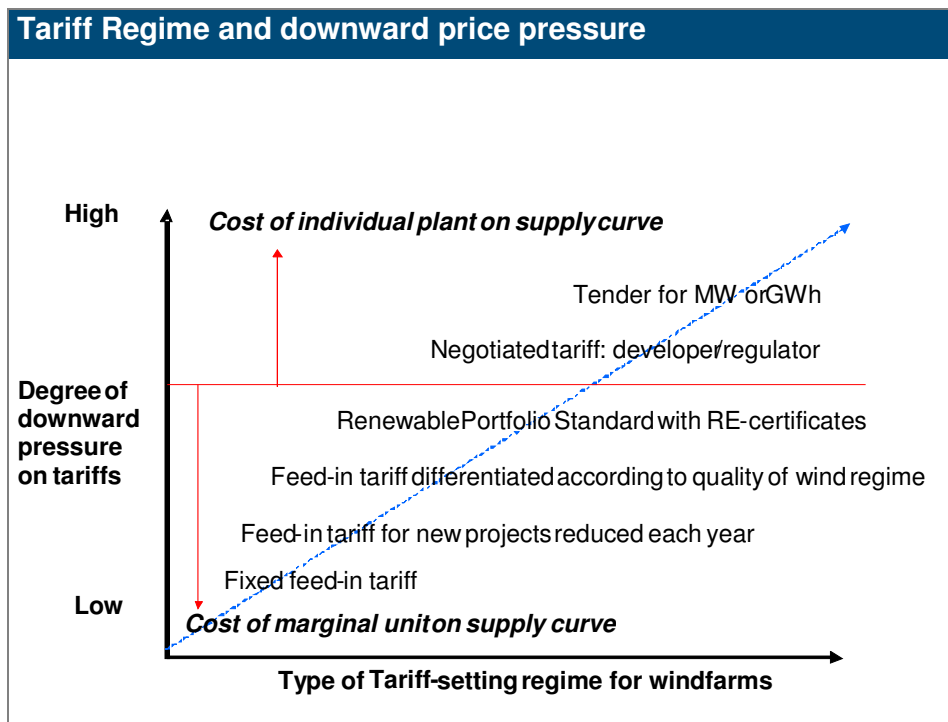 Tariff Regime and downward price pressure
High
Cost of individual plant on supply curve
Tender for MW or GWh
Negotiated tariff: developer/regulator
Degree of
downward
pressure
on tariffs
Renewable Portfolio Standard with RE-certificates
Feed-in tariff differentiated according to quality of wind regime
Feed-in tariff for new projects reduced each year
Fixed feed-in tariff
Low
Cost of marginal unit on supply curve
Type of Tariff-setting regime for windfarms